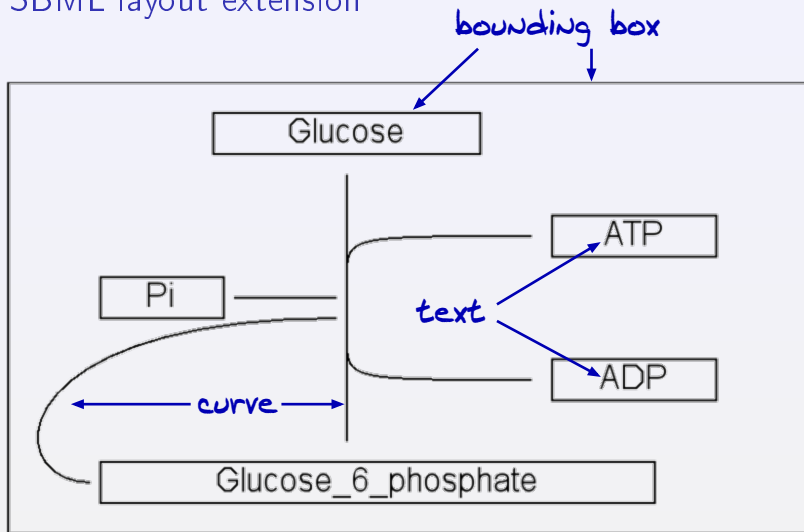 SBML layout extension
bounding box
Glucose
ATP
Pi
text
ADP
curve
Glucose_6_phosphate